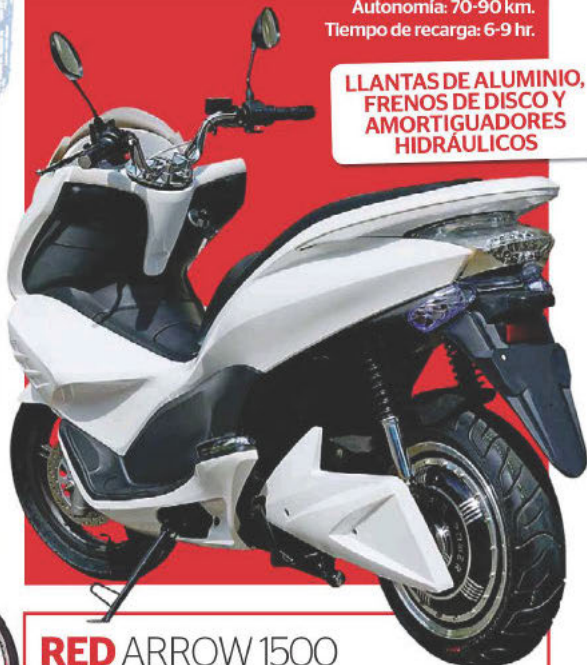 Autonomía: 70-90 km.
Tiempo de recarga: 6-9 hr.
LLANTAS DE ALUMINIO,
FRENOS DE DISCO Y
AMORTIGUADORES
HIDRÁULICOS
RED ARROW 1500